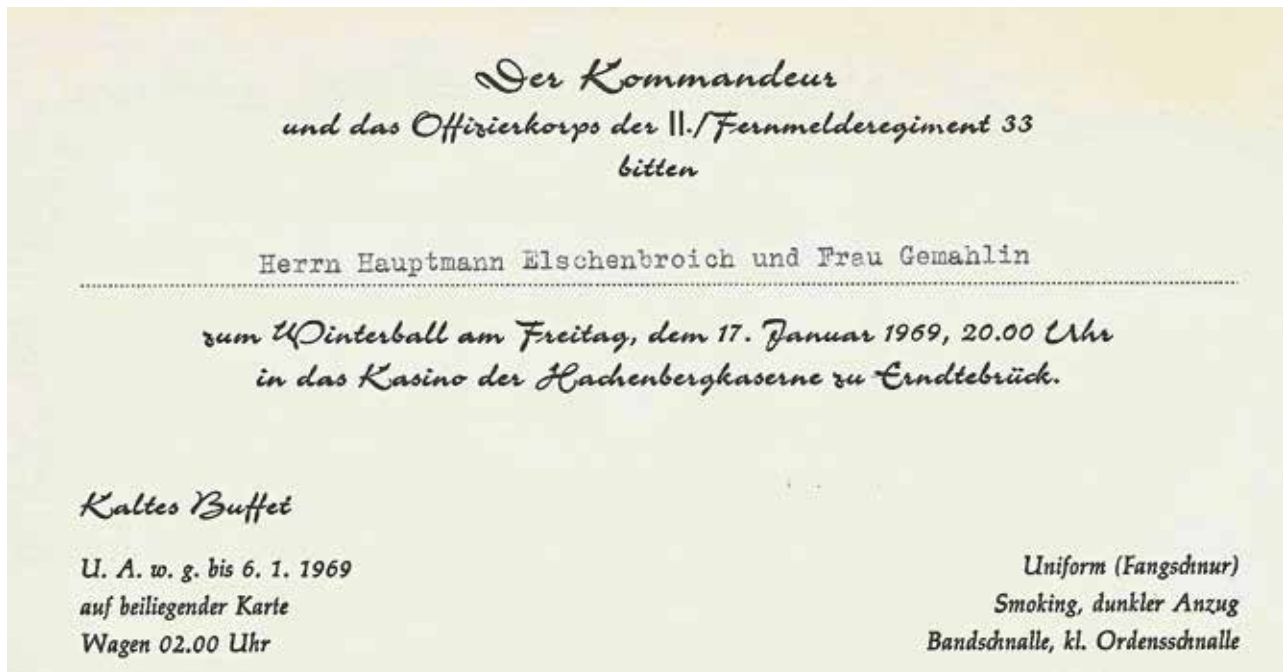 Der Kommandeur
und das Offizierkorps der II./Fernmelderegiment 33
bitten
Herrn Hauptmann Elschenbroich und Frau Gemahlin
zum Winterball am Freitag, dem 17. Januar 1969, 20.00 Uhr
in das Kasino der Hachenbergkaserne zu Erndtebrück.
Kaltes Buffet
U. A. w. g. bis 6. 1. 1969
auf beiliegender Karte
Wagen 02.00 Uhr
Uniform (Fangschnur)
Smoking, dunkler Anzug
Bandschnalle, kl. Ordensschnalle